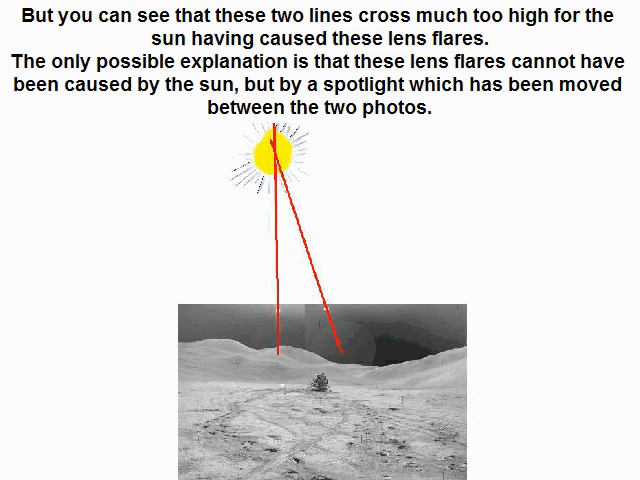 But you can see that these two lines cross much too high for the
sun having caused these lens flares.
The only possible explanation is that these lens flares cannot have
been caused by the sun, but by a spotlight which has been moved
between the two photos.